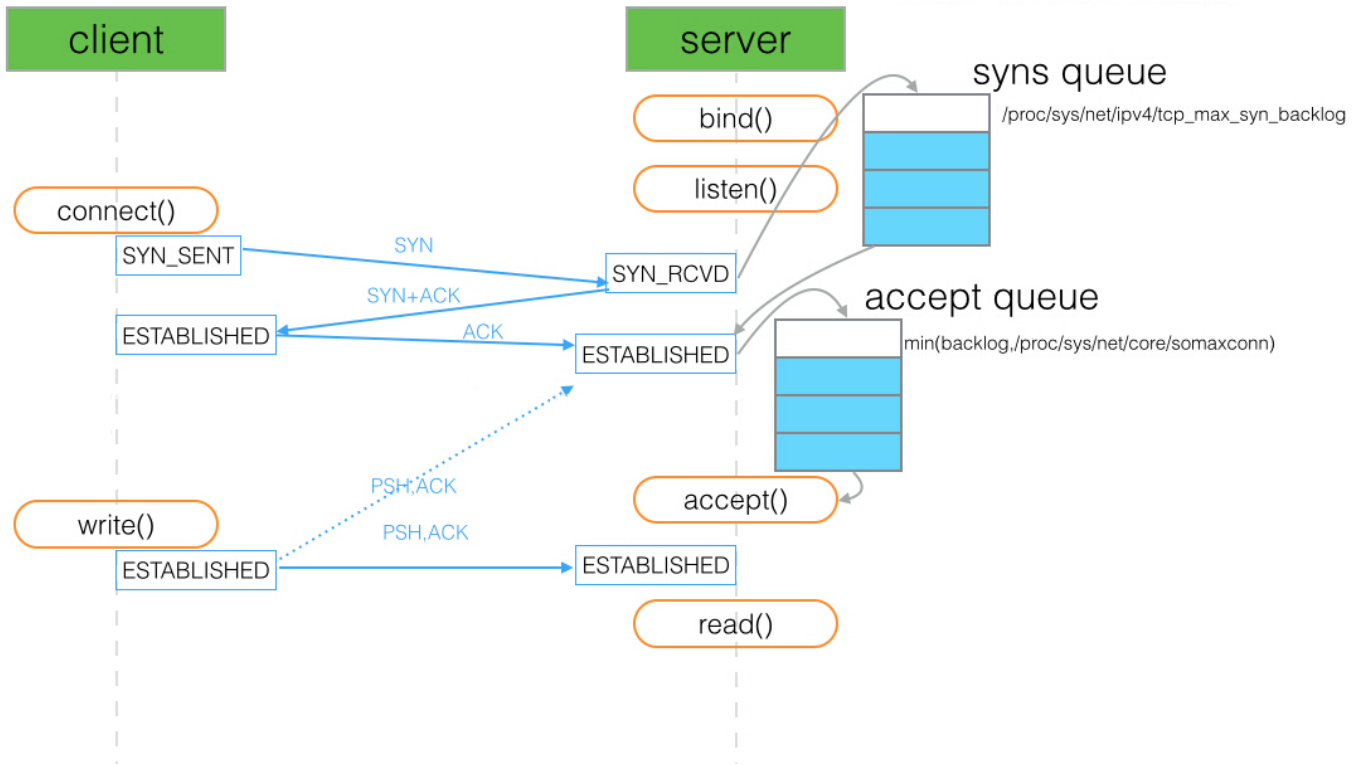 client
server
syns queue
/proc/sys/net/ipv4/tcp_max_syn_backlog
bind()
listen()
connect()
SYN_SENT
SYN
SYN_RCVD
SYN+ACK
accept queue
ESTABLISHED
ACK
ESTABLISHED
min(backlog,/proc/sys/net/core/somaxconn)
PSH,ACK
accept()
write()
PSH,ACK
ESTABLISHED
ESTABLISHED
read()